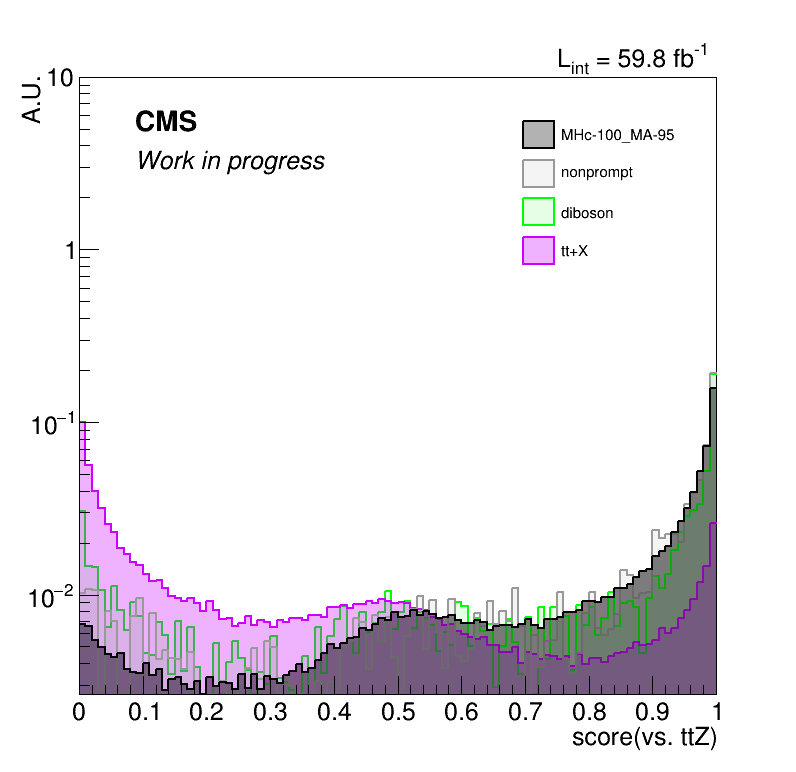 L_int = 59.8 fb^-1
A.U.
CMS
Work in progress
MHc-100_MA-95
nonprompt
diboson
tt+X
10
1
10^−1
10^−2
0 0.1 0.2 0.3 0.4 0.5 0.6 0.7 0.8 0.9 1
score(vs. ttZ)